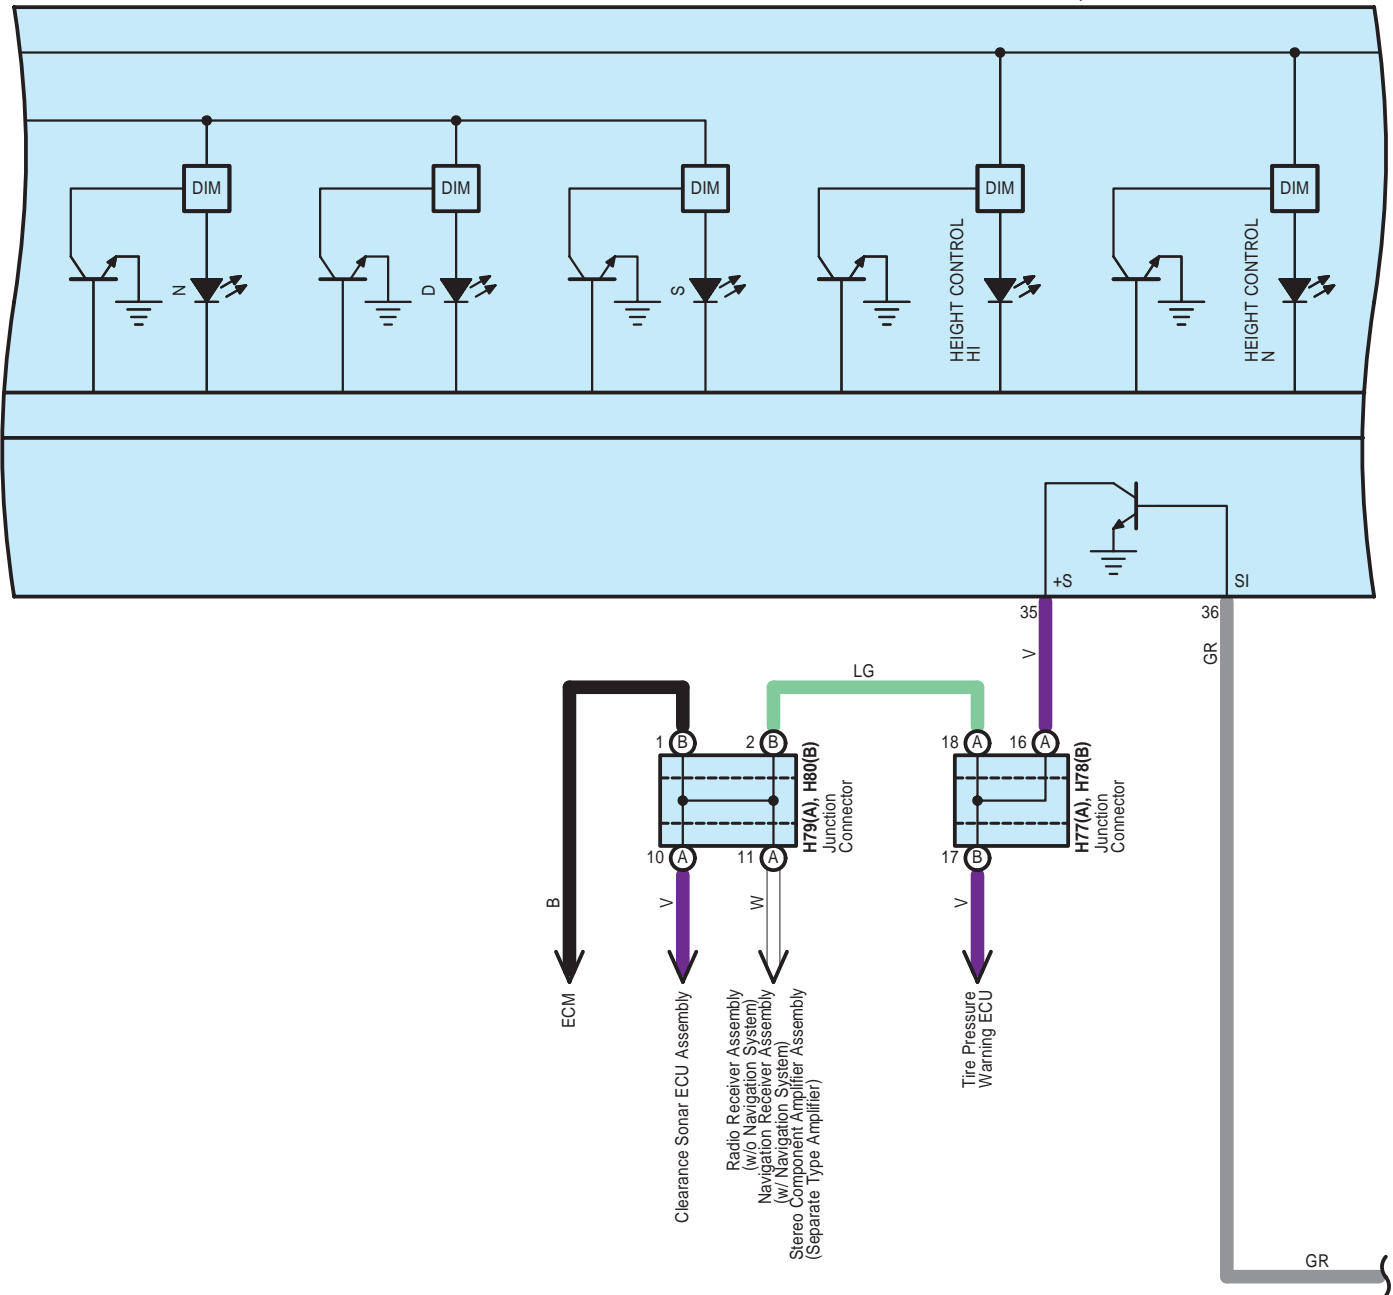 DIM
DIM
DIM
DIM
DIM
N
D
S
HEIGHT CONTROL
HI
HEIGHT CONTROL
N
+S
SI
35
36
V
GR
LG
1
B
2
B
18
A
16
A
H79(A), H80(B)
Junction
Connector
H77(A), H78(B)
Junction
Connector
10
A
11
A
17
B
B
V
W
V
ECM
Clearance Sonar ECU Assembly
Radio Receiver Assembly
(w/o Navigation System)
Navigation Receiver Assembly
(w/ Navigation System)
Stereo Component Amplifier Assembly
(Separate Type Amplifier)
Tire Pressure
Warning ECU
GR